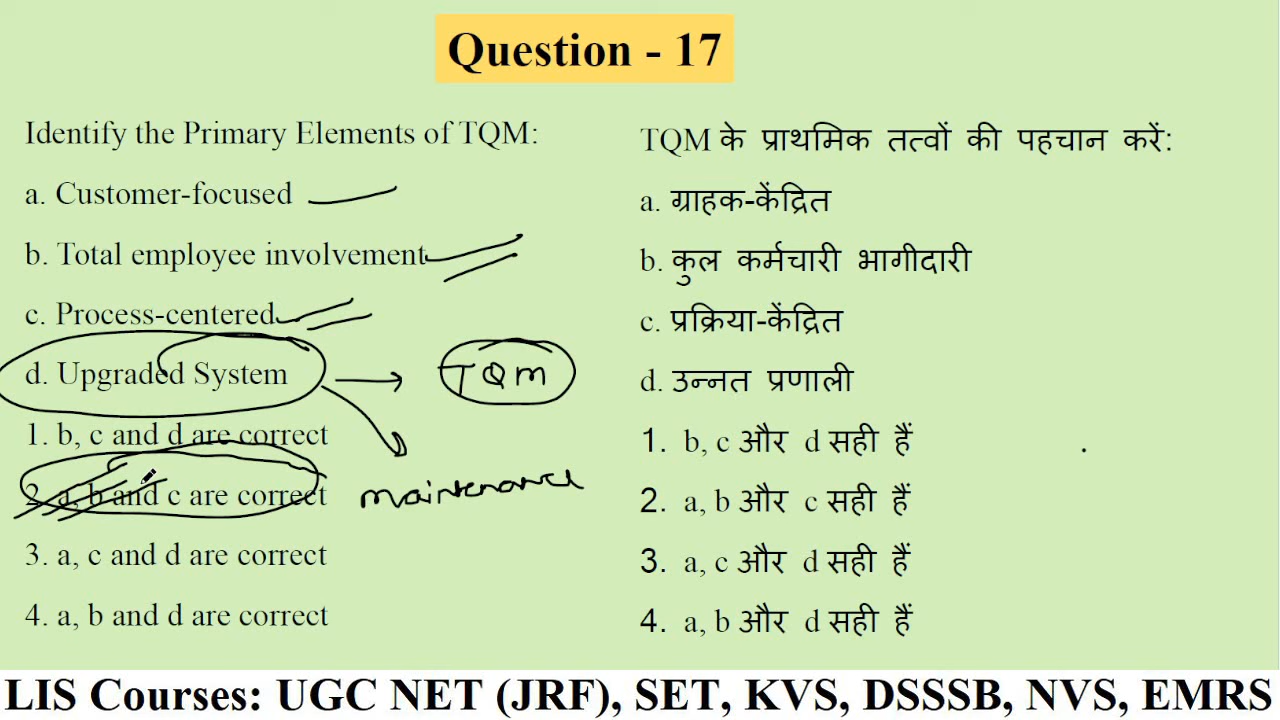 Question - 17
Identify the Primary Elements of TQM:
a. Customer-focused
b. Total employee involvement
c. Process-centered
d. Upgraded System
TQM
1. b, c and d are correct
2. a, b and c are correct
maintenance
3. a, c and d are correct
4. a, b and d are correct
TQM के प्राथमिक तत्वों की पहचान करें:
a. ग्राहक-केंद्रित
b. कुल कर्मचारी भागीदारी
c. प्रक्रिया-केंद्रित
d. उन्नत प्रणाली
1. b, c और d सही हैं
2. a, b और c सही हैं
3. a, c और d सही हैं
4. a, b और d सही हैं
LIS Courses: UGC NET (JRF), SET, KVS, DSSSB, NVS, EMRS